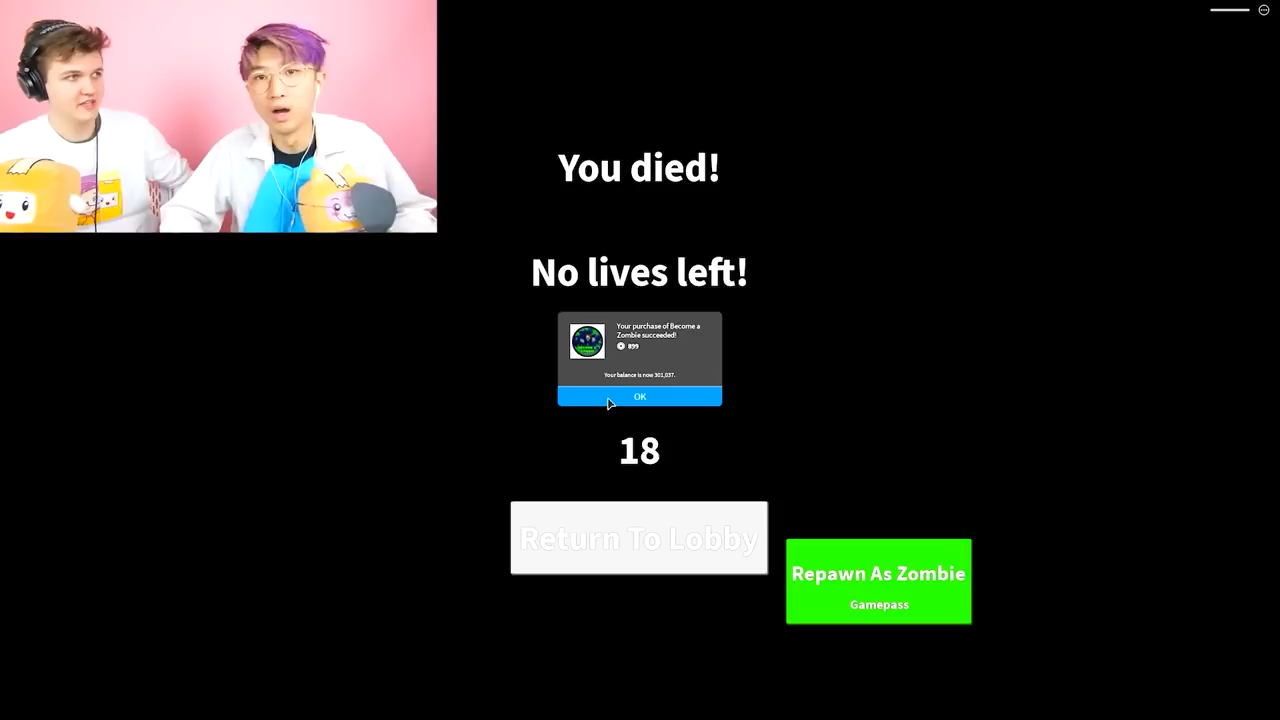 You died!
No lives left!
Your purchase of Become a
Zombie succeeded!
899
Your balance is now 301,037.
OK
18
Return To Lobby
Repawn As Zombie
Gamepass